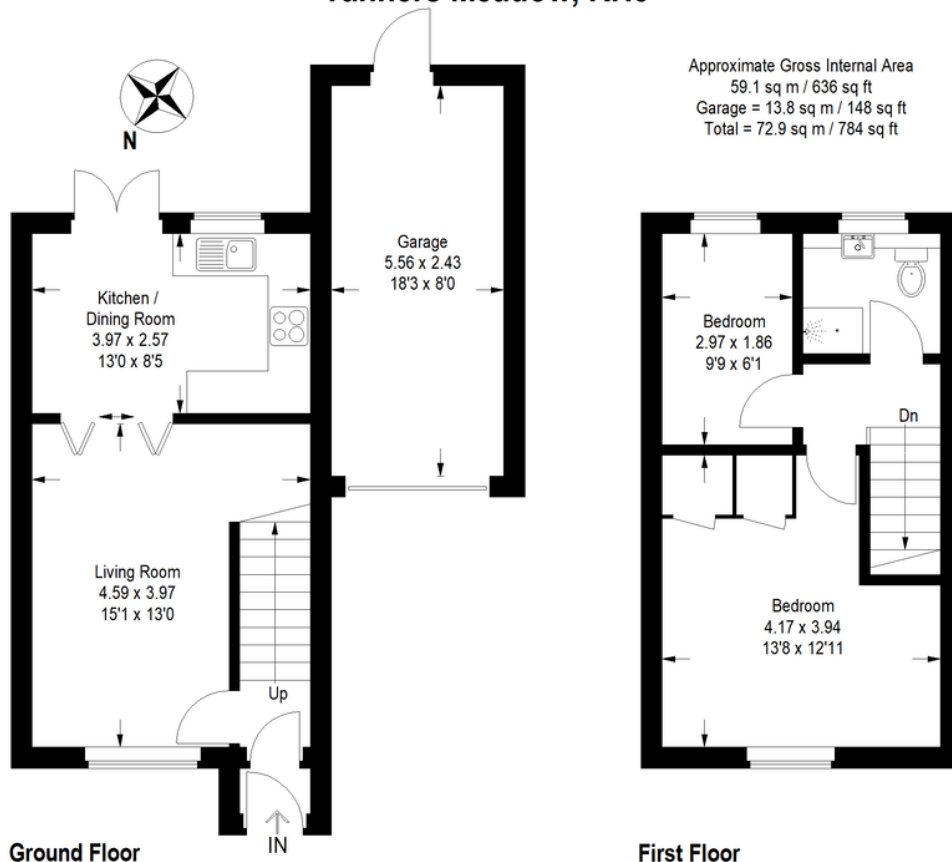 N
Approximate Gross Internal Area
59.1 sq m / 636 sq ft
Garage = 13.8 sq m / 148 sq ft
Total = 72.9 sq m / 784 sq ft
Kitchen /
Dining Room
3.97 x 2.57
13'0 x 8'5
Garage
5.56 x 2.43
18'3 x 8'0
Living Room
4.59 x 3.97
15'1 x 13'0
Up
IN
Ground Floor
Bedroom
2.97 x 1.86
9'9 x 6'1
Dn
Bedroom
4.17 x 3.94
13'8 x 12'11
First Floor